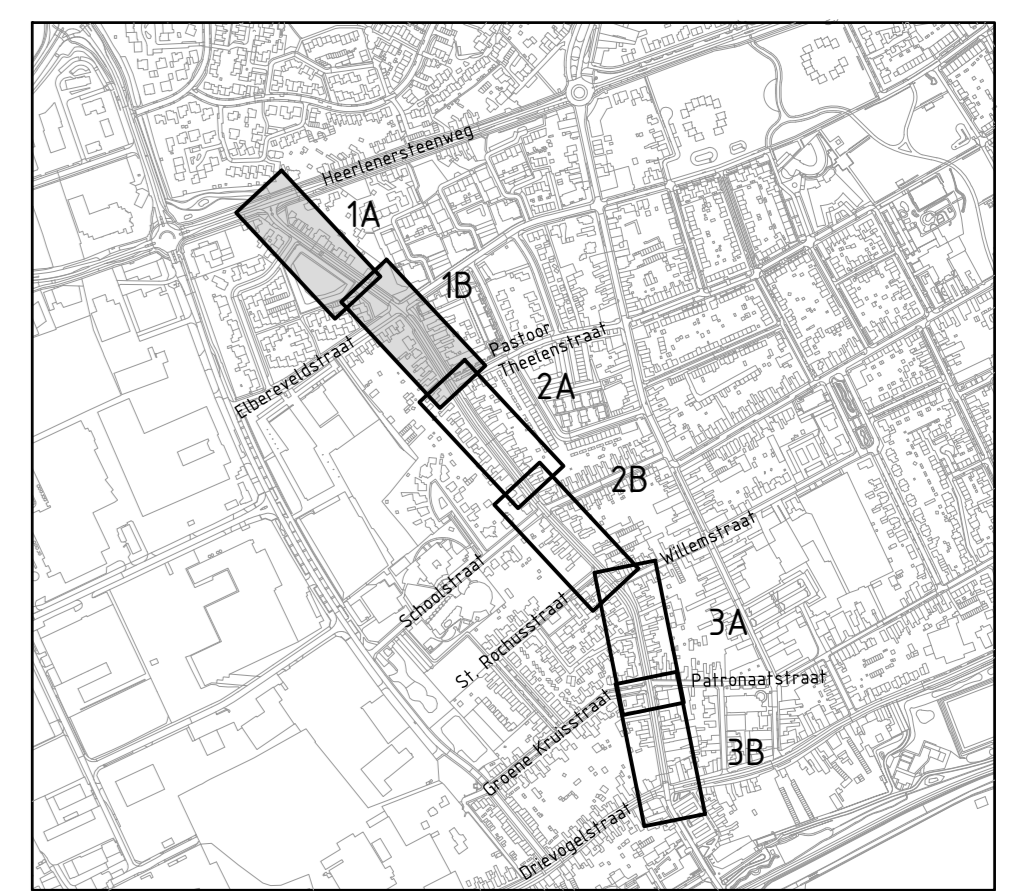 Heerlenersteenweg
1A
1B
Pastoor
Theelenstraat
Elbereveldstraat
2A
2B
Willemstraat
Schoolstraat
St. Rochusstraat
3A
Patronaatstraat
Groene Kruisstraat
3B
Drievogelstraat